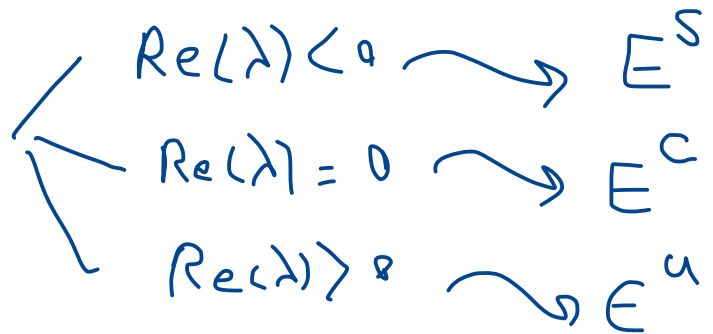 Re(λ) < 0 → E^s
Re(λ) = 0 → E^c
Re(λ) > 0 → E^u